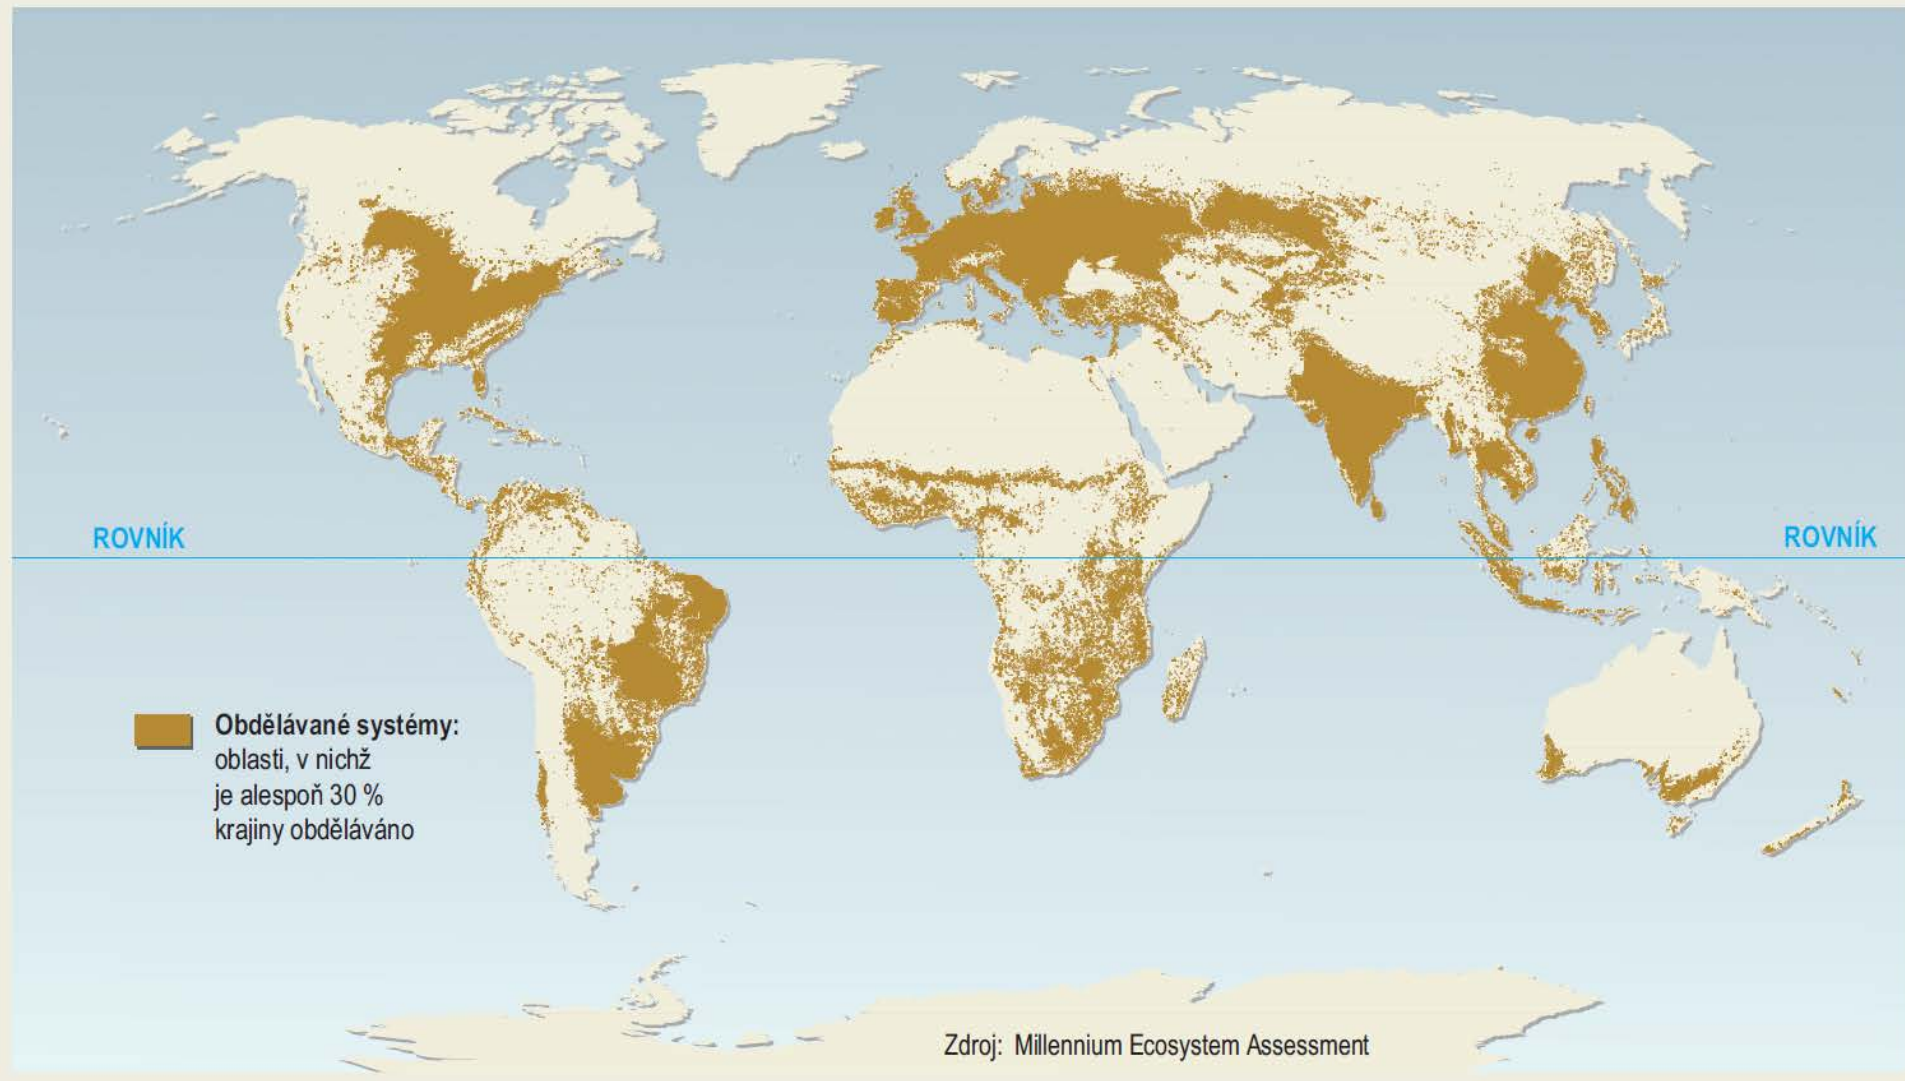 ROVNÍK
ROVNÍK
Obdělávané systémy:
oblasti, v nichž
je alespoň 30 %
krajiny obděláváno
Zdroj: Millennium Ecosystem Assessment